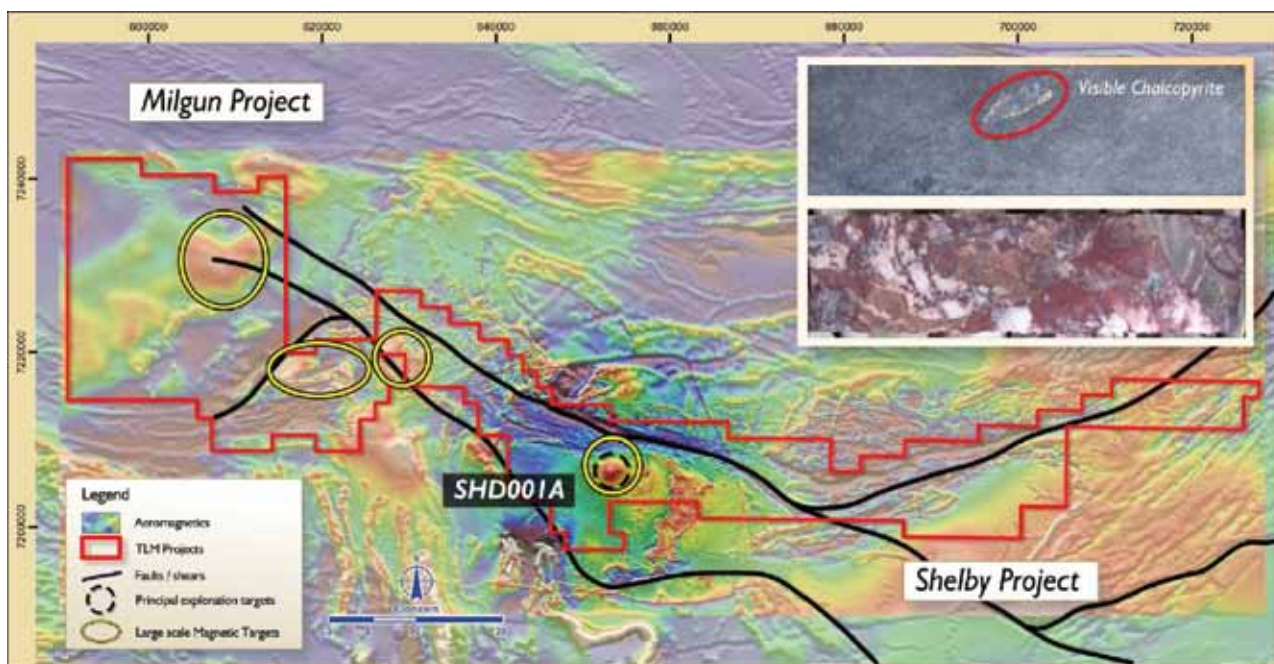 600000
620000
640000
660000
680000
700000
720000
Milgun Project
Visible Chalcopyrite
7240000
7220000
7200000
SHD001A
Shelby Project
Legend
Aeromagnetics
TLM Projects
Faults / shears
Principal exploration targets
Large scale Magnetic Targets